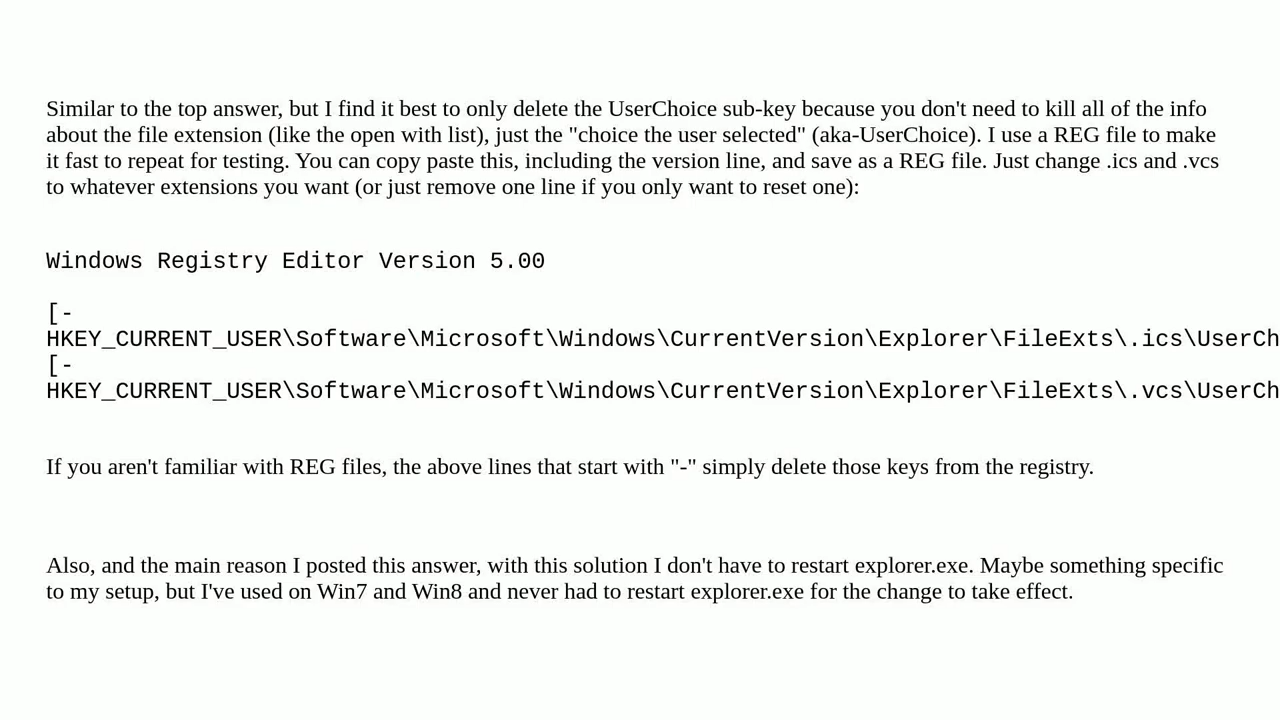 Similar to the top answer, but I find it best to only delete the UserChoice sub-key because you don't need to kill all of the info
about the file extension (like the open with list), just the "choice the user selected" (aka-UserChoice). I use a REG file to make
it fast to repeat for testing. You can copy paste this, including the version line, and save as a REG file. Just change .ics and .vcs
to whatever extensions you want (or just remove one line if you only want to reset one):
Windows Registry Editor Version 5.00
[-
HKEY_CURRENT_USER\Software\Microsoft\Windows\CurrentVersion\Explorer\FileExts\.ics\UserCh
[-
HKEY_CURRENT_USER\Software\Microsoft\Windows\CurrentVersion\Explorer\FileExts\.vcs\UserCh
If you aren't familiar with REG files, the above lines that start with "-" simply delete those keys from the registry.
Also, and the main reason I posted this answer, with this solution I don't have to restart explorer.exe. Maybe something specific
to my setup, but I've used on Win7 and Win8 and never had to restart explorer.exe for the change to take effect.